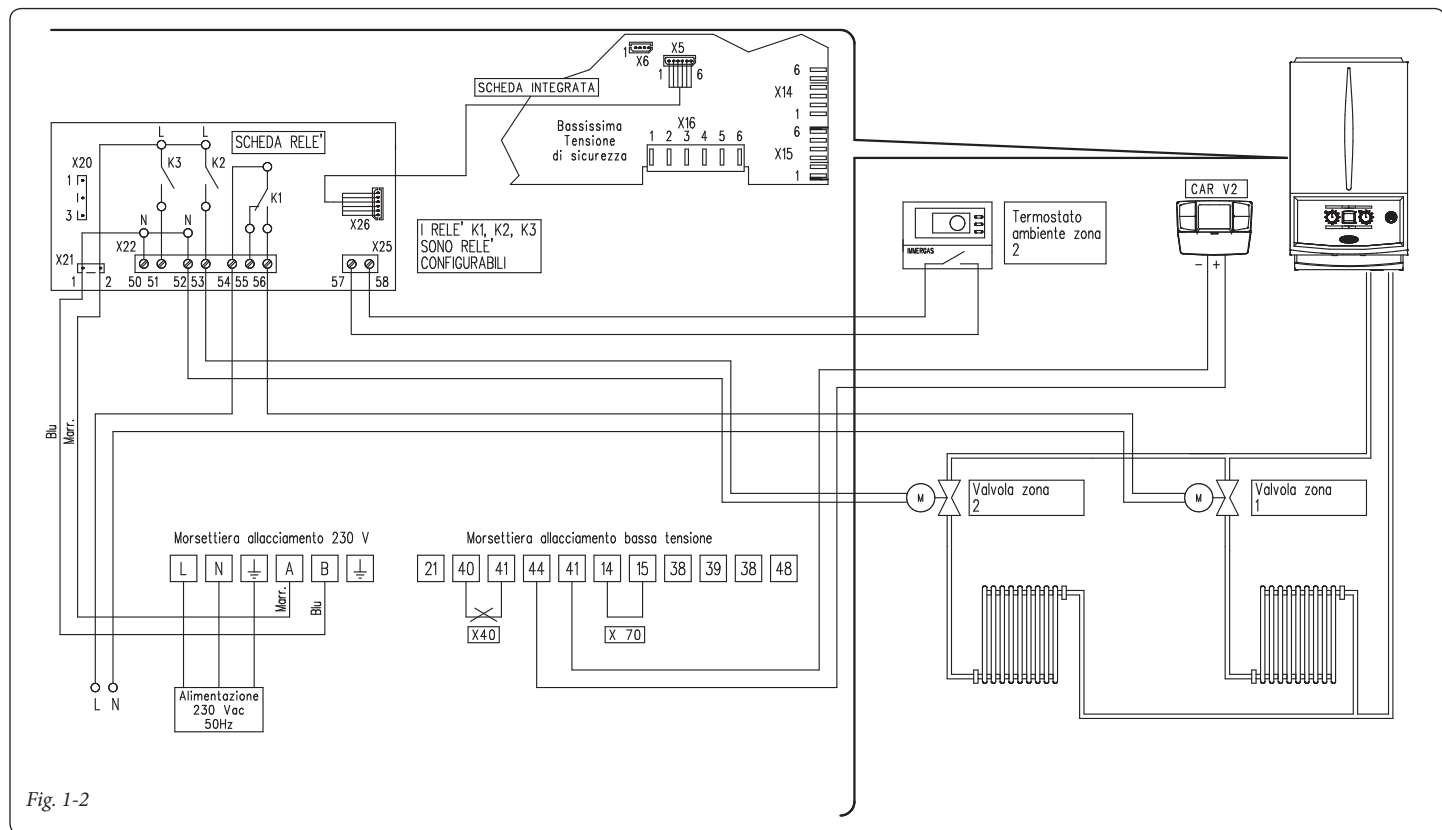 1
X6
X5
1
6
SCHEDA INTEGRATA
6
X14
1
6
X15
1
Bassissima
Tensione
di sicurezza
X16
1 2 3 4 5 6
L
L
SCHEDA RELE'
X20
1
3
K3
K2
K1
X26
N
N
X22
X21
1
2
50 51 52 53 54 55 56
X25
57 58
I RELE' K1, K2, K3
SONO RELE'
CONFIGURABILI
IMMERGAS
Termostato
ambiente zona
2
CAR V2
- +
Blu
Marr.
M
Valvola zona
2
M
Valvola zona
1
Morsettiera allacciamento 230 V
L N A B
Marr.
Blu
Morsettiera allacciamento bassa tensione
21 40 41 44 41 14 15 38 39 38 48
X40
X 70
L N
Alimentazione
230 Vac
50Hz
Fig. 1-2